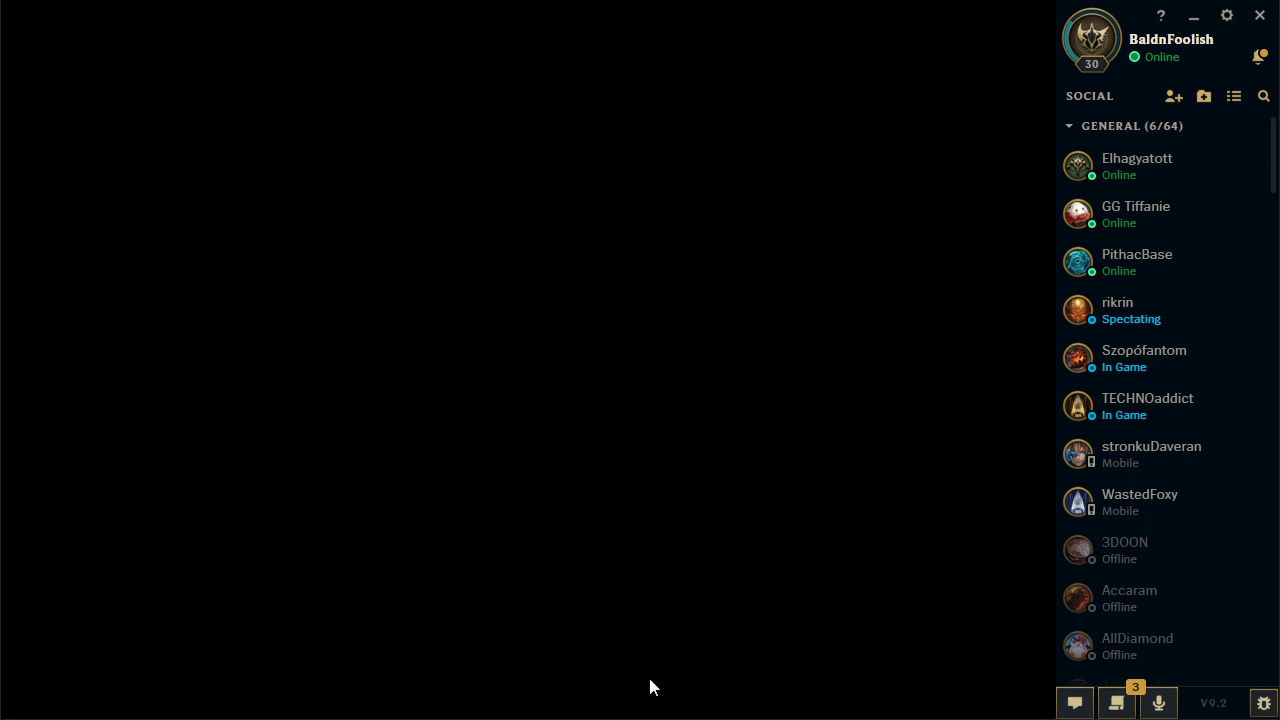 ?
BaldnFoolish
Online
30
SOCIAL
GENERAL (6/64)
Elhagyatott
Online
GG Tiffanie
Online
PithacBase
Online
rikrin
Spectating
Szopófantom
In Game
TECHNOaddict
In Game
stronkuDaveran
Mobile
WastedFoxy
Mobile
3DOON
Offline
Accaram
Offline
AllDiamond
Offline
3
V9.2